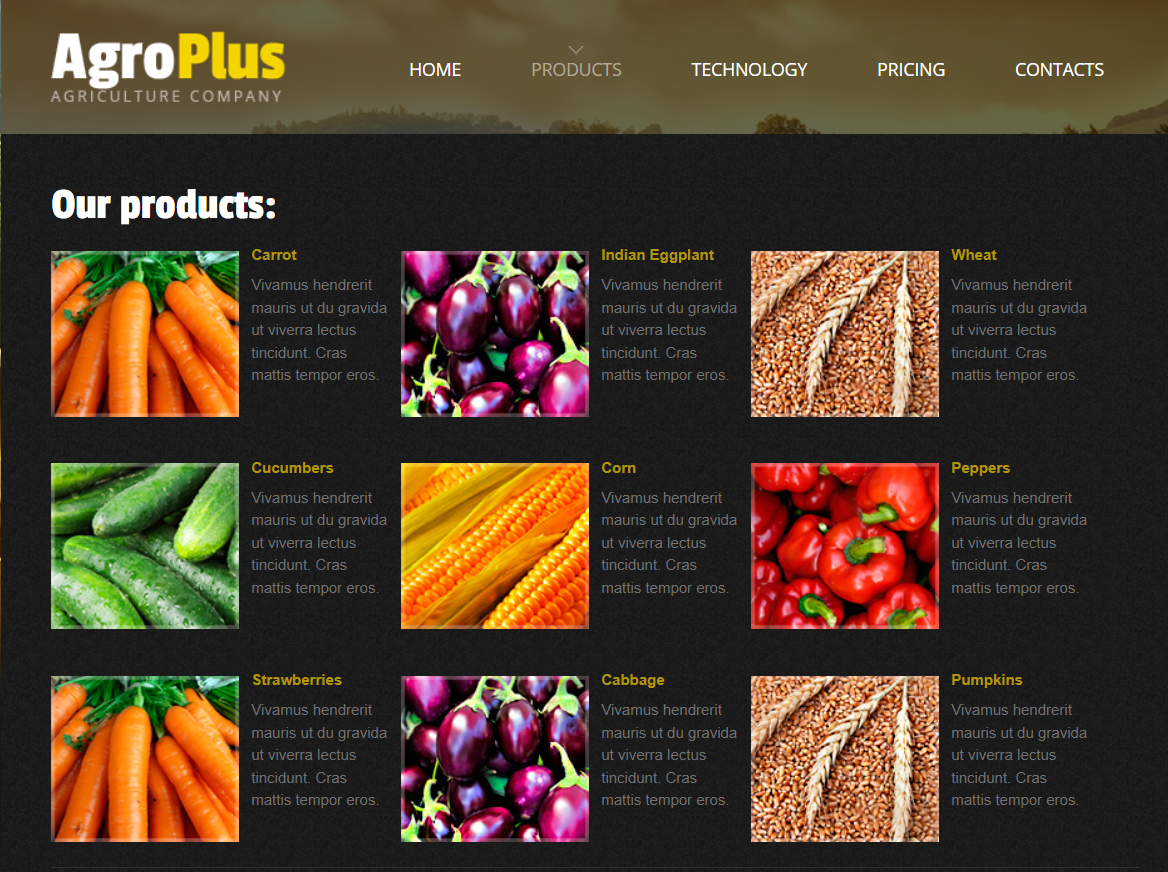 AgroPlus
AGRICULTURE COMPANY
HOME
PRODUCTS
TECHNOLOGY
PRICING
CONTACTS
Our products:
Carrot
Vivamus hendrerit
mauris ut du gravida
ut viverra lectus
tincidunt. Cras
mattis tempor eros.
Indian Eggplant
Vivamus hendrerit
mauris ut du gravida
ut viverra lectus
tincidunt. Cras
mattis tempor eros.
Wheat
Vivamus hendrerit
mauris ut du gravida
ut viverra lectus
tincidunt. Cras
mattis tempor eros.
Cucumbers
Vivamus hendrerit
mauris ut du gravida
ut viverra lectus
tincidunt. Cras
mattis tempor eros.
Corn
Vivamus hendrerit
mauris ut du gravida
ut viverra lectus
tincidunt. Cras
mattis tempor eros.
Peppers
Vivamus hendrerit
mauris ut du gravida
ut viverra lectus
tincidunt. Cras
mattis tempor eros.
Strawberries
Vivamus hendrerit
mauris ut du gravida
ut viverra lectus
tincidunt. Cras
mattis tempor eros.
Cabbage
Vivamus hendrerit
mauris ut du gravida
ut viverra lectus
tincidunt. Cras
mattis tempor eros.
Pumpkins
Vivamus hendrerit
mauris ut du gravida
ut viverra lectus
tincidunt. Cras
mattis tempor eros.